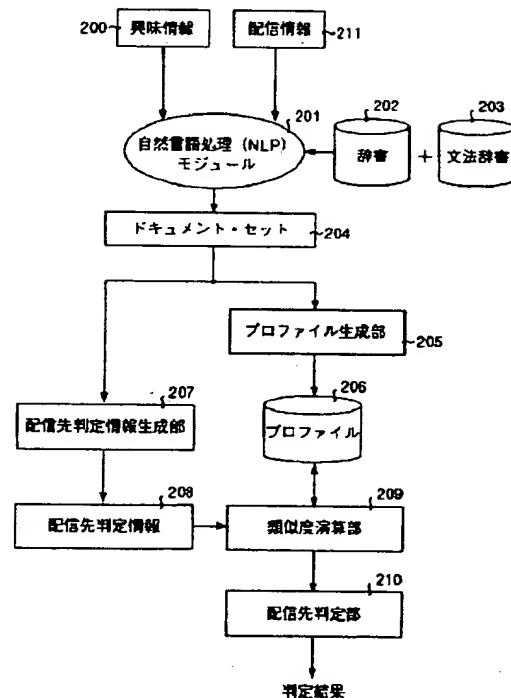 200
興味情報
配信情報
211
201
自然言語処理 (NLP)
モジュール
202
辞書
+
203
文法辞書
ドキュメント・セット
204
プロファイル生成部
205
207
配信先判定情報生成部
206
プロファイル
208
配信先判定情報
209
類似度演算部
210
配信先判定部
判定結果